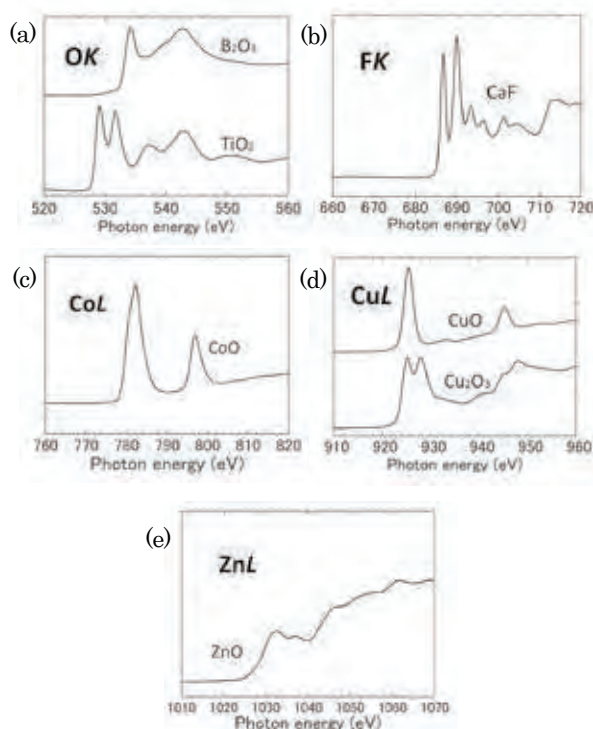 (a)
OK
B₂O₃
TiO₂
520 530 540 550 560
Photon energy (eV)
(b)
FK
CaF
660 670 680 690 700 710 720
Photon energy (eV)
(c)
CoL
CoO
760 770 780 790 800 810 820
Photon energy (eV)
(d)
CuL
CuO
Cu₂O₃
910 920 930 940 950 960
Photon energy (eV)
(e)
ZnL
ZnO
1010 1020 1030 1040 1050 1060 1070
Photon energy (eV)